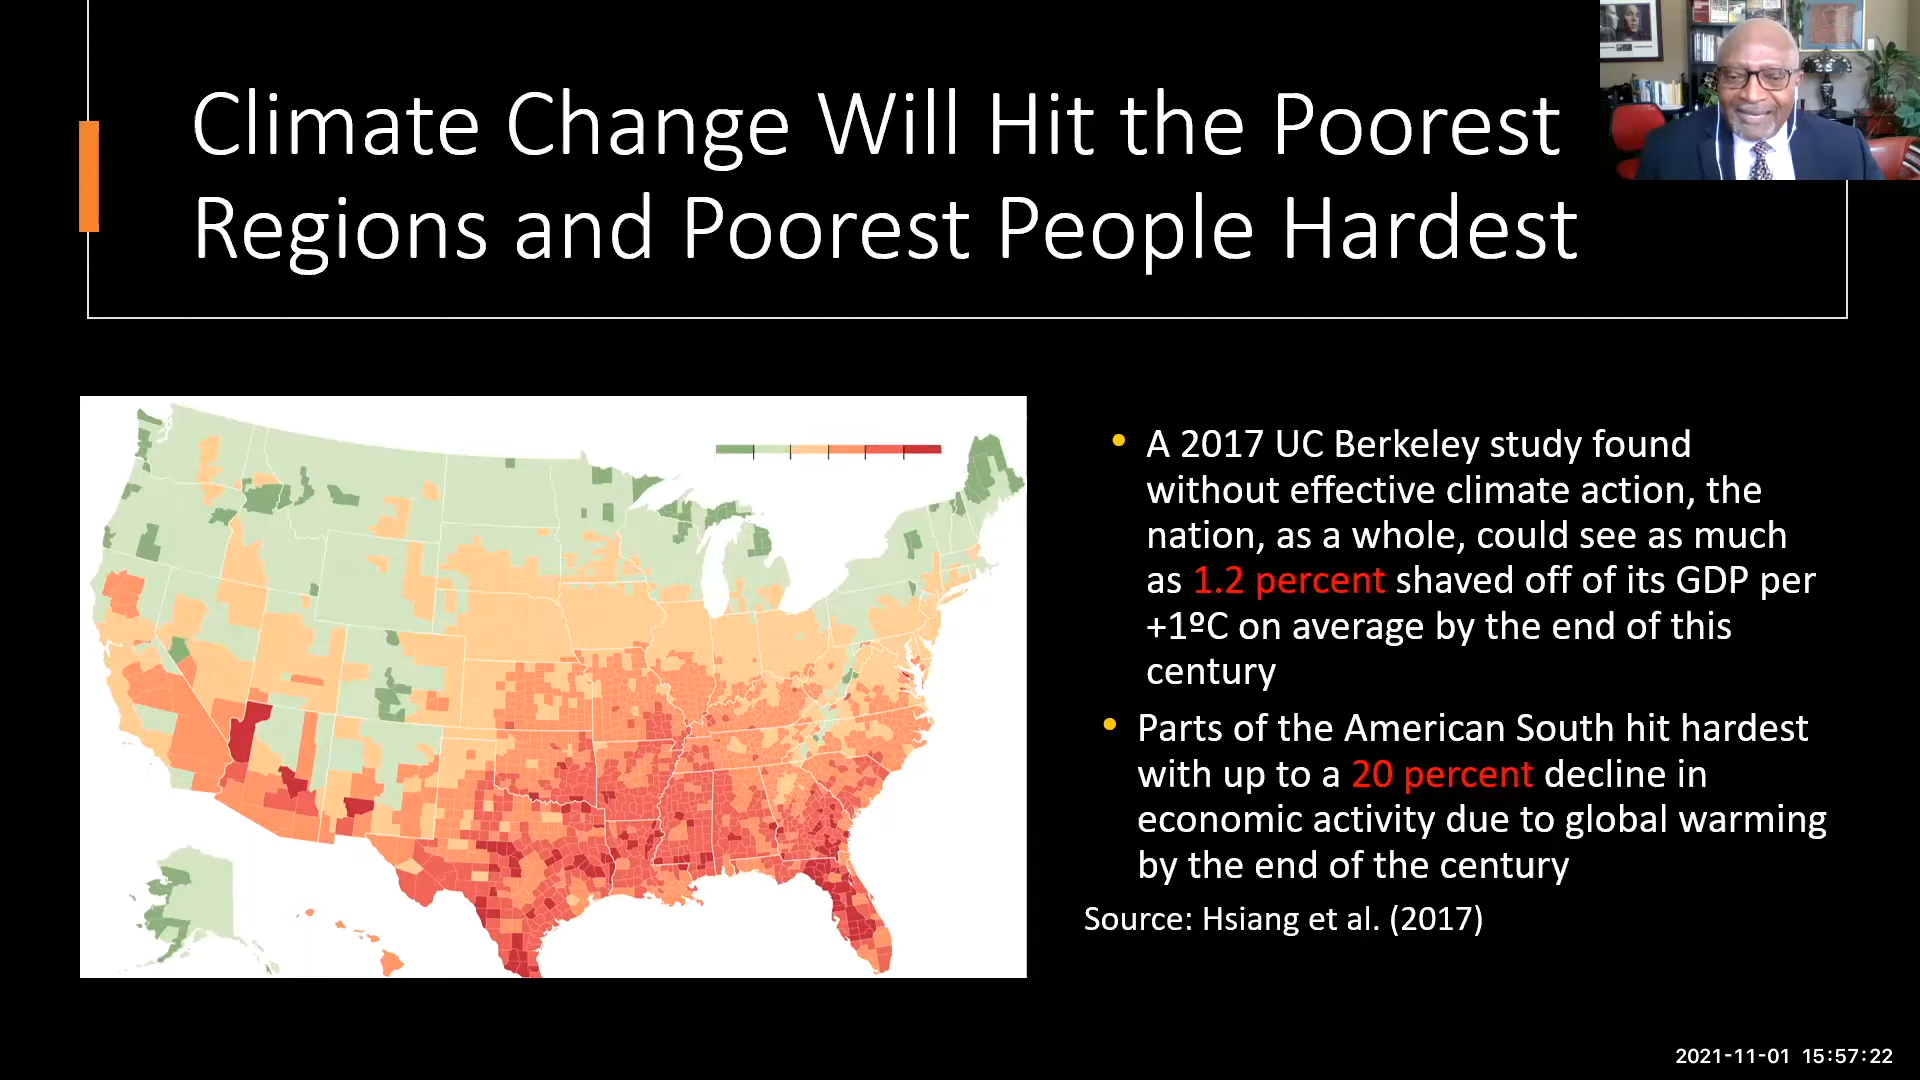 Climate Change Will Hit the Poorest
Regions and Poorest People Hardest
• A 2017 UC Berkeley study found
without effective climate action, the
nation, as a whole, could see as much
as 1.2 percent shaved off of its GDP per
+1ºC on average by the end of this
century
• Parts of the American South hit hardest
with up to a 20 percent decline in
economic activity due to global warming
by the end of the century
Source: Hsiang et al. (2017)
2021-11-01 15:57:22